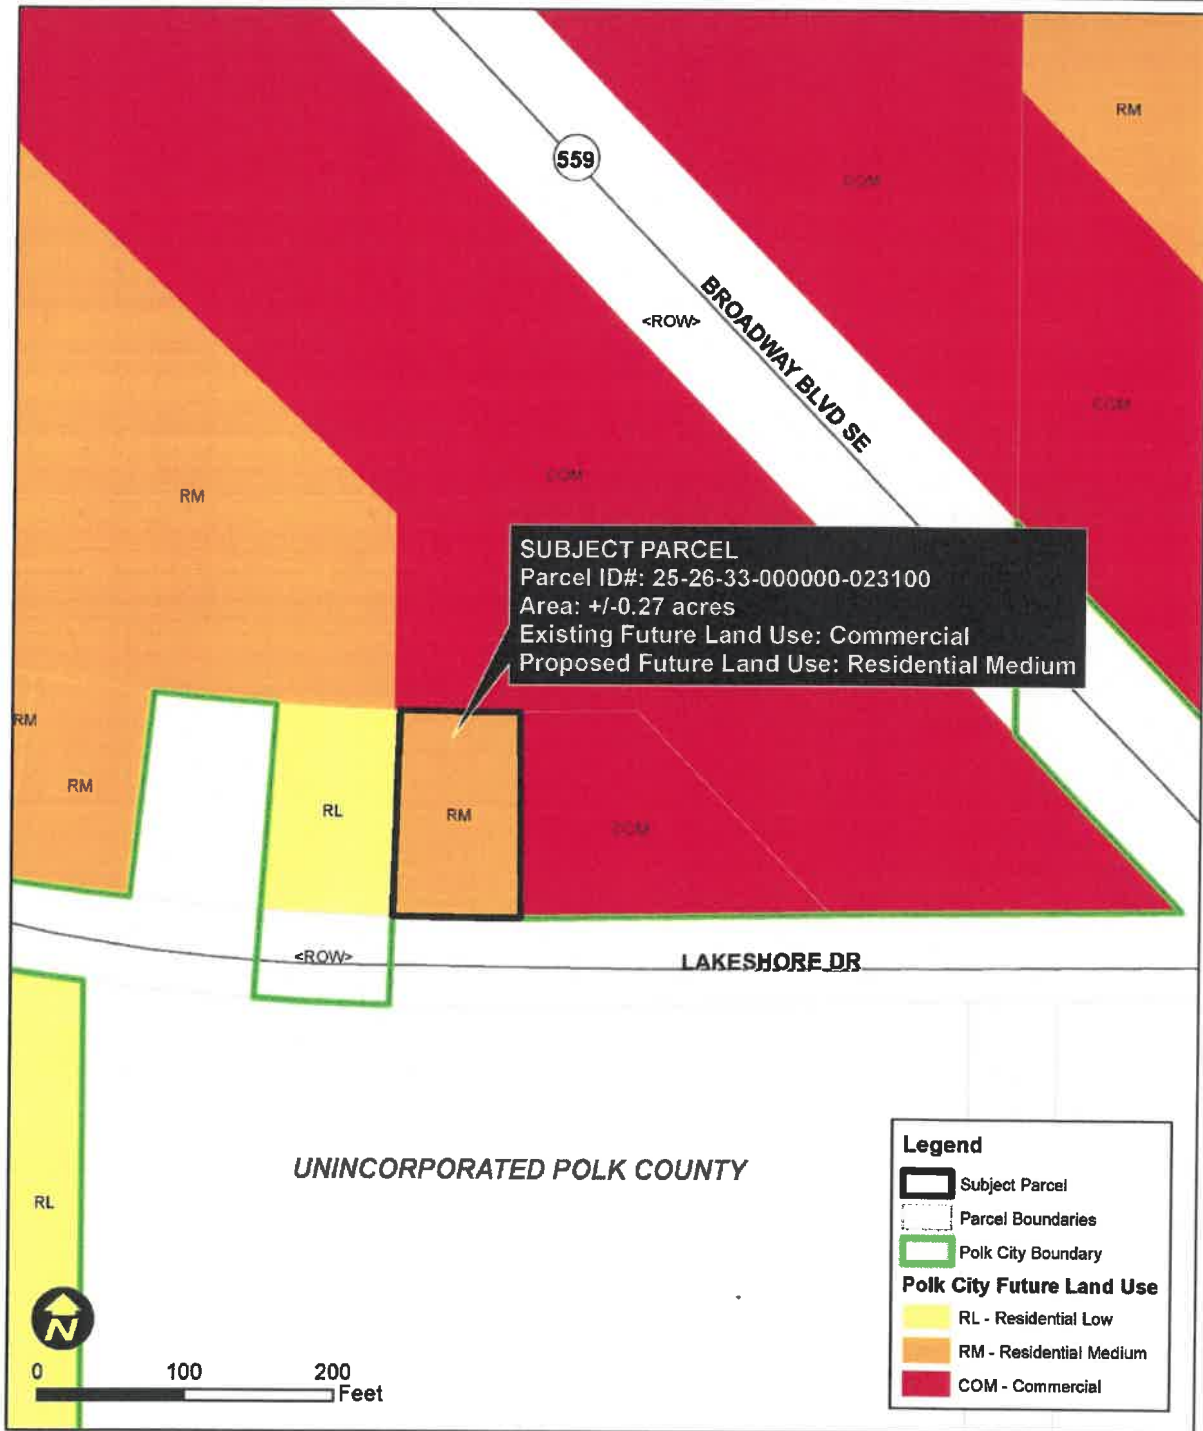 RM
559
COM
BROADWAY BLVD SE
<ROW>
COM
COM
RM
SUBJECT PARCEL
Parcel ID#: 25-26-33-000000-023100
Area: +/-0.27 acres
Existing Future Land Use: Commercial
Proposed Future Land Use: Residential Medium
RM
RM
RL
RM
COM
<ROW>
LAKESHORE DR
UNINCORPORATED POLK COUNTY
RL
N
0 100 200
Feet
Legend
Subject Parcel
Parcel Boundaries
Polk City Boundary
Polk City Future Land Use
RL - Residential Low
RM - Residential Medium
COM - Commercial